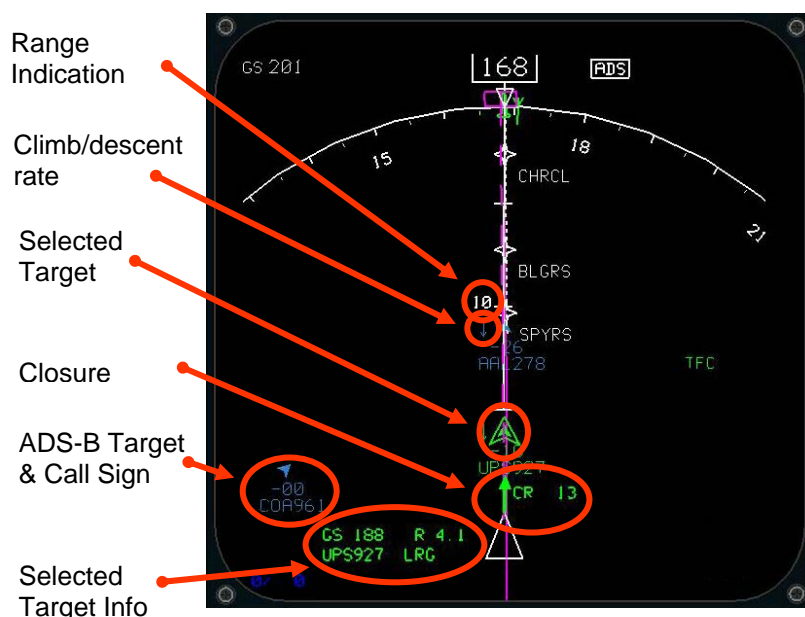 Range
Indication
Climb/descent
rate
Selected
Target
Closure
ADS-B Target
& Call Sign
Selected
Target Info
GS 201
168
ADS
15
18
21
CHRCL
BLGRS
10
SPYRS
-26
AAL278
TFC
UPS927
CR 13
-00
COA961
GS 188 R 4.1
UPS927 LRG